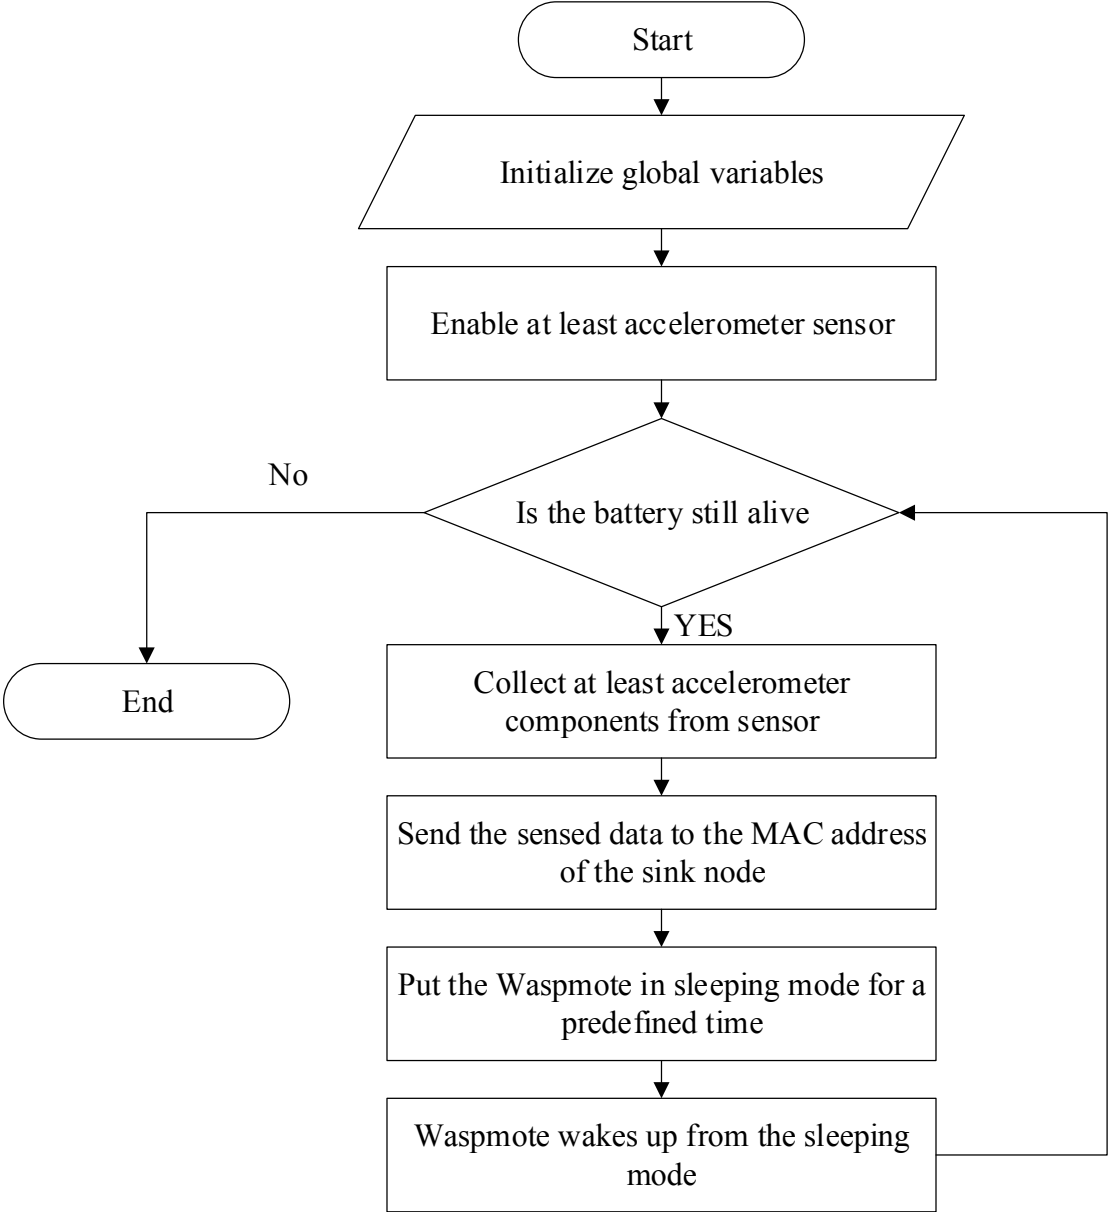 Start
Initialize global variables
Enable at least accelerometer sensor
No
Is the battery still alive
YES
Collect at least accelerometer
components from sensor
End
Send the sensed data to the MAC address
of the sink node
Put the Waspmote in sleeping mode for a
predefined time
Waspmote wakes up from the sleeping
mode